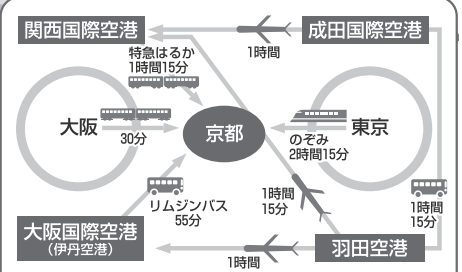 関西国際空港
成田国際空港
1時間
特急はるか
1時間15分
大阪
30分
京都
のぞみ
2時間15分
東京
リムジンバス
55分
1時間
15分
1時間
15分
大阪国際空港
(伊丹空港)
1時間
羽田空港